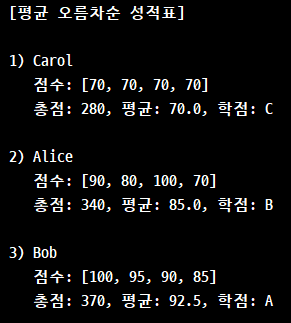 [평균 오름차순 성적표]
1) Carol
점수: [70, 70, 70, 70]
총점: 280, 평균: 70.0, 학점: C
2) Alice
점수: [90, 80, 100, 70]
총점: 340, 평균: 85.0, 학점: B
3) Bob
점수: [100, 95, 90, 85]
총점: 370, 평균: 92.5, 학점: A